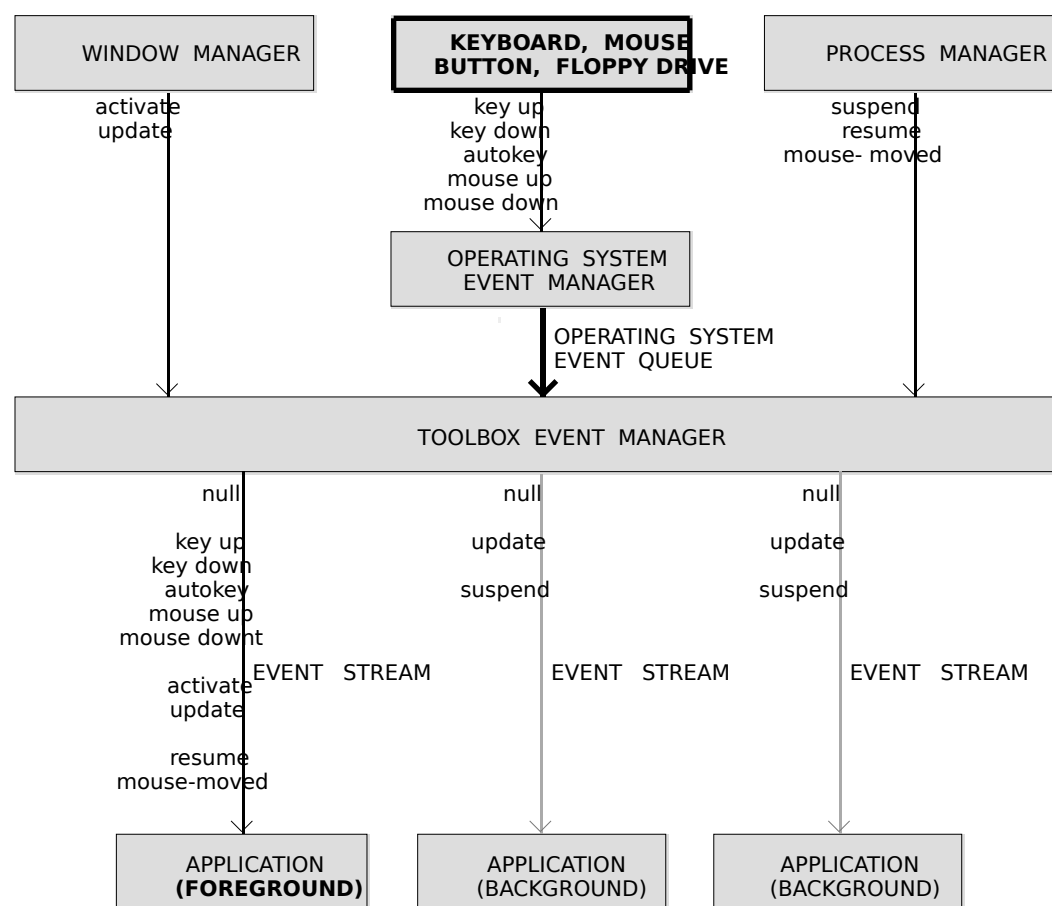 WINDOW MANAGER
KEYBOARD, MOUSE
BUTTON, FLOPPY DRIVE
PROCESS MANAGER
activate
update
key up
key down
autokey
mouse up
mouse down
suspend
resume
mouse- moved
OPERATING SYSTEM
EVENT MANAGER
OPERATING SYSTEM
EVENT QUEUE
TOOLBOX EVENT MANAGER
null
key up
key down
autokey
mouse up
mouse downt
activate
update
resume
mouse-moved
EVENT STREAM
null
update
suspend
EVENT STREAM
null
update
suspend
EVENT STREAM
APPLICATION
(FOREGROUND)
APPLICATION
(BACKGROUND)
APPLICATION
(BACKGROUND)